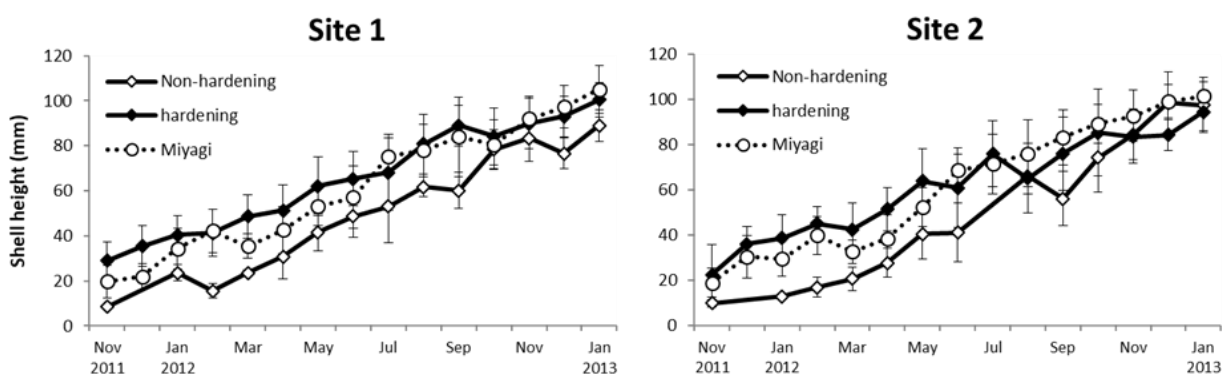 Site 1
Shell height (mm)
120
100
80
60
40
20
0
Non-hardening
hardening
Miyagi
Nov Jan Mar May Jul Sep Nov Jan
2011 2012 2013
Site 2
120
100
80
60
40
20
0
Non-hardening
hardening
Miyagi
Nov Jan Mar May Jul Sep Nov Jan
2011 2012 2013